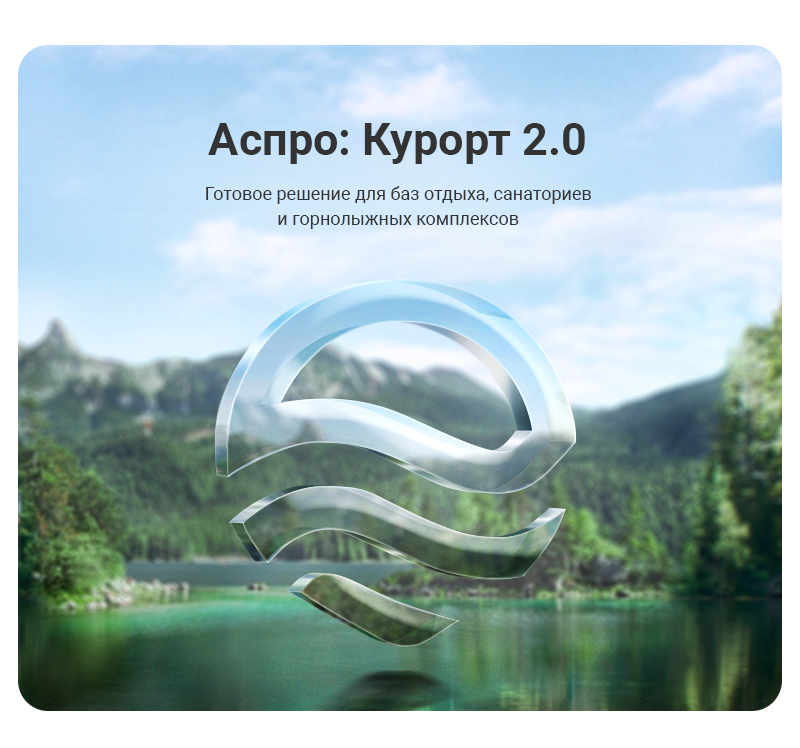 Аспро: Курорт 2.0
Готовое решение для баз отдыха, санаториев
и горнолыжных комплексов